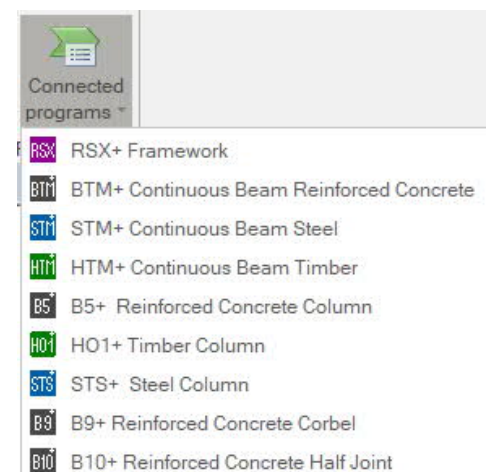 Connected
programs
RSX RSX+ Framework
BTM BTM+ Continuous Beam Reinforced Concrete
STM STM+ Continuous Beam Steel
HTM HTM+ Continuous Beam Timber
B5+ B5+ Reinforced Concrete Column
HO1 HO1+ Timber Column
STS STS+ Steel Column
B9+ B9+ Reinforced Concrete Corbel
B10 B10+ Reinforced Concrete Half Joint